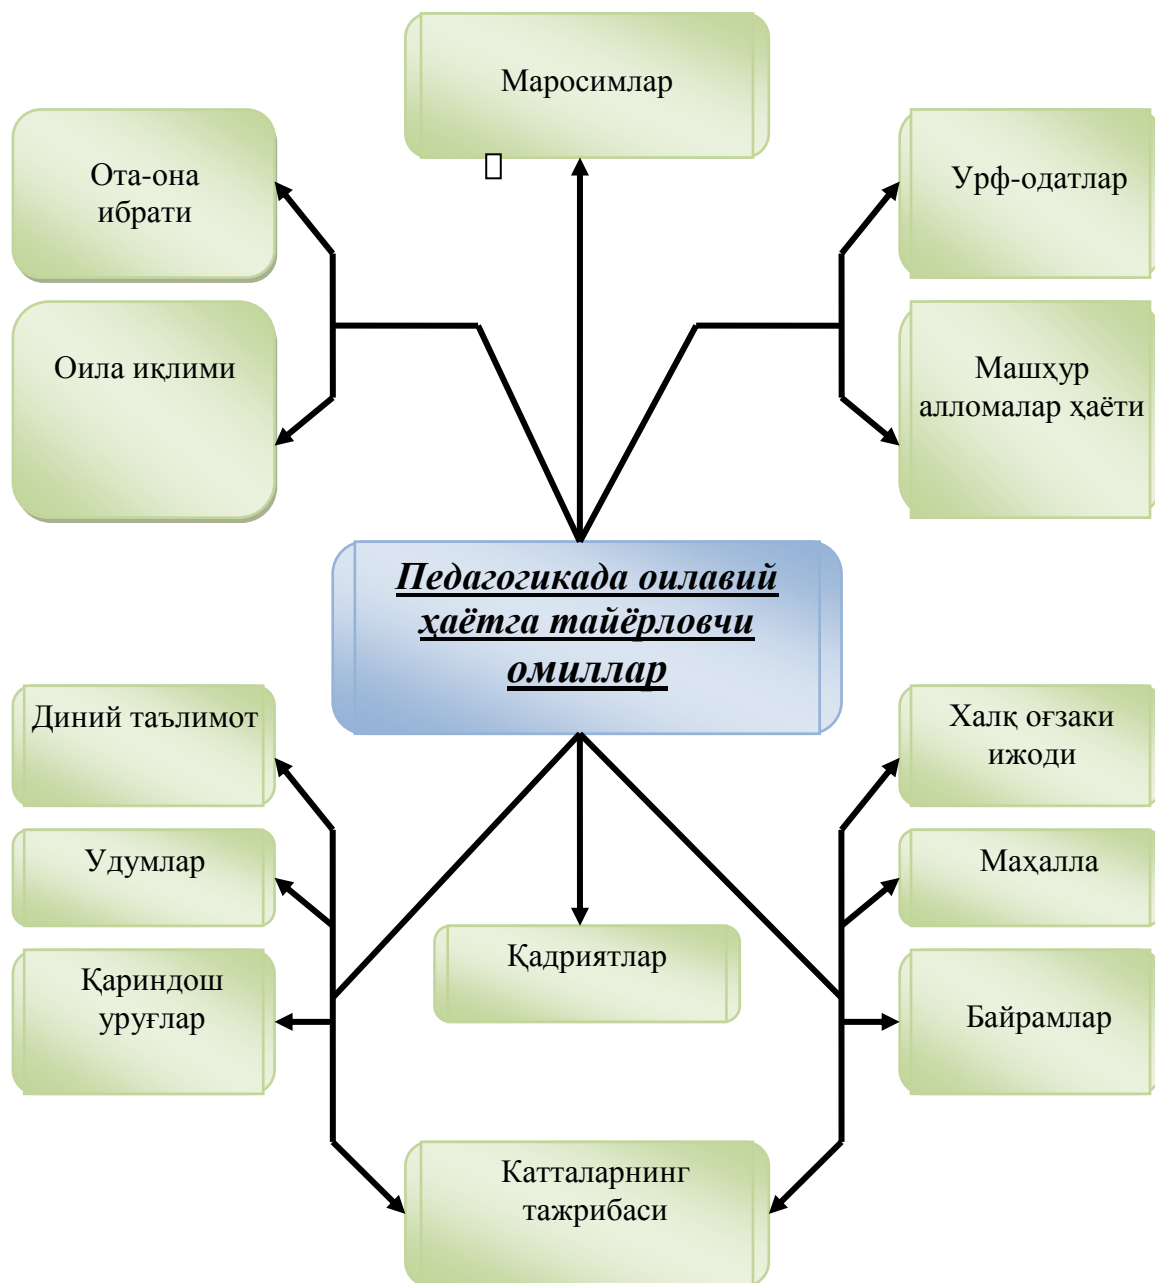 Маросимлар
Ота-она
ибрати
Урф-одатлар
Оила иқлими
Машҳур
алломалар ҳаёти
Педагогикада оилавий
ҳаётга тайёрловчи
омиллар
Диний таълимот
Халқ оғзаки
ижоди
Удумлар
Маҳалла
Қадриятлар
Қариндош
уруғлар
Байрамлар
Катталарнинг
тажрибаси